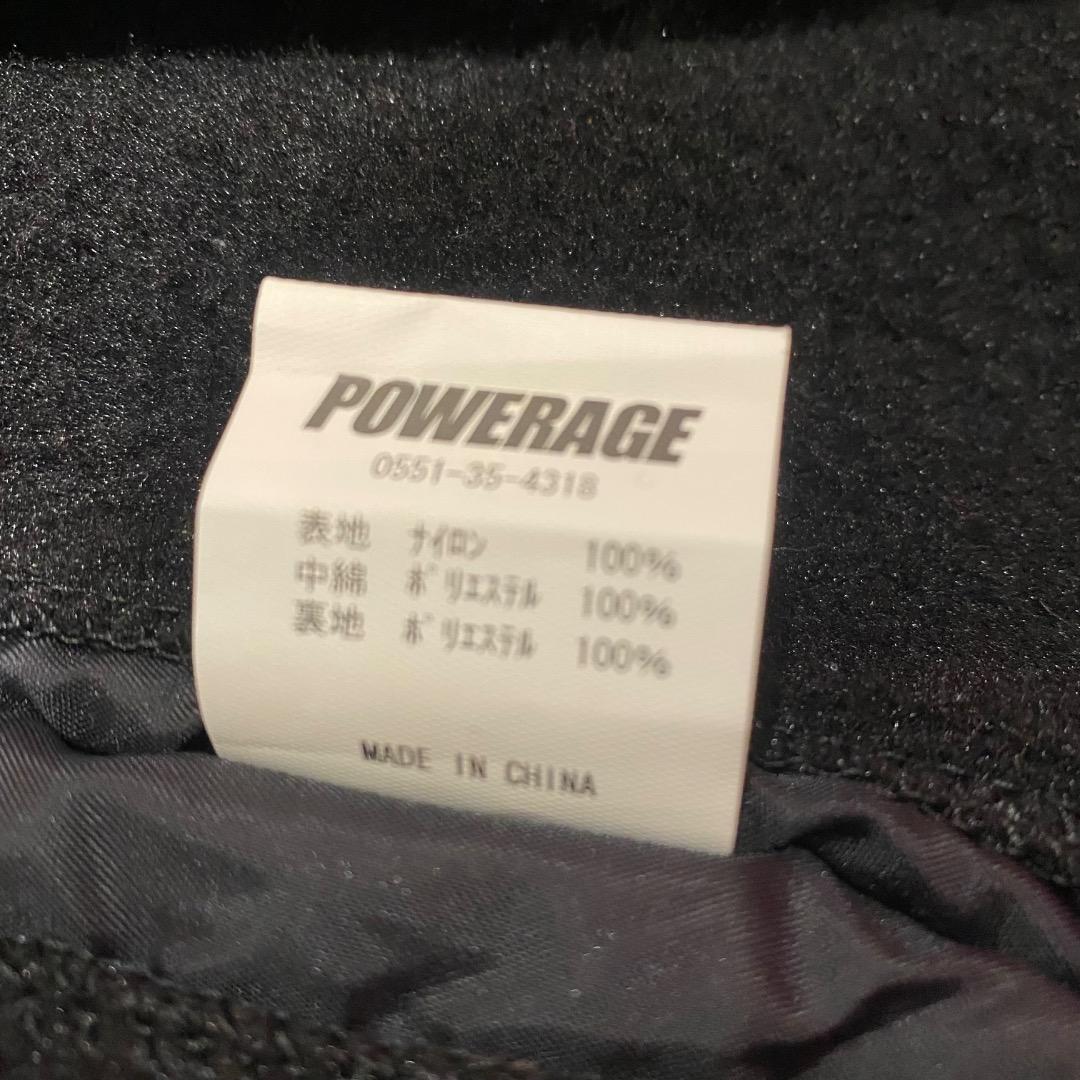 POWERAGE
0551-35-4318
表地 ナイロン 100%
中綿 ポリエステル 100%
裏地 ポリエステル 100%
MADE IN CHINA